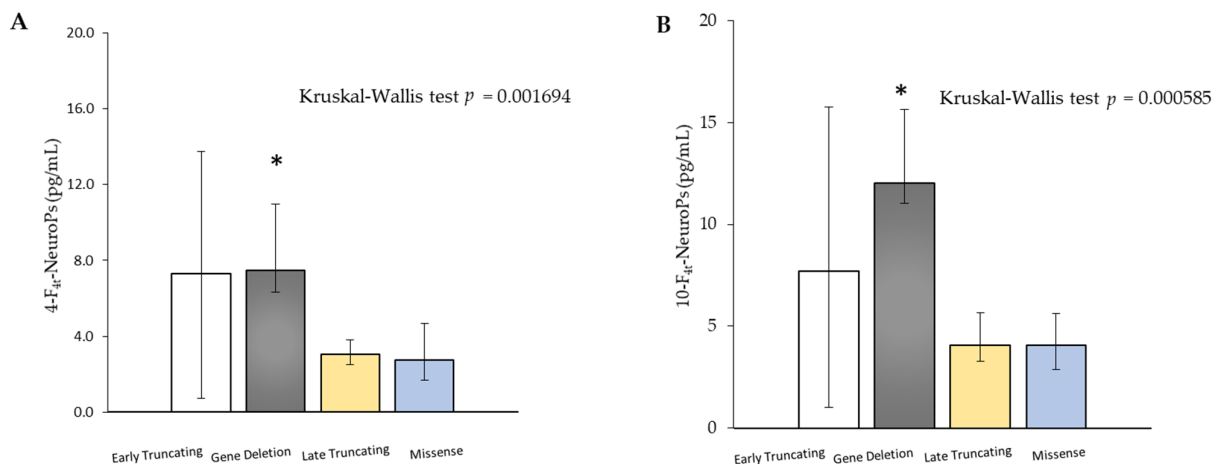 A
20.0
16.0
12.0
8.0
4.0
0.0
4-F4t-NeuroPs (pg/mL)
Kruskal-Wallis test p = 0.001694
*
Early Truncating Gene Deletion Late Truncating Missense
B
20
15
10
5
0
10-F4t-NeuroPs (pg/mL)
Kruskal-Wallis test p = 0.000585
*
Early Truncating Gene Deletion Late Truncating Missense